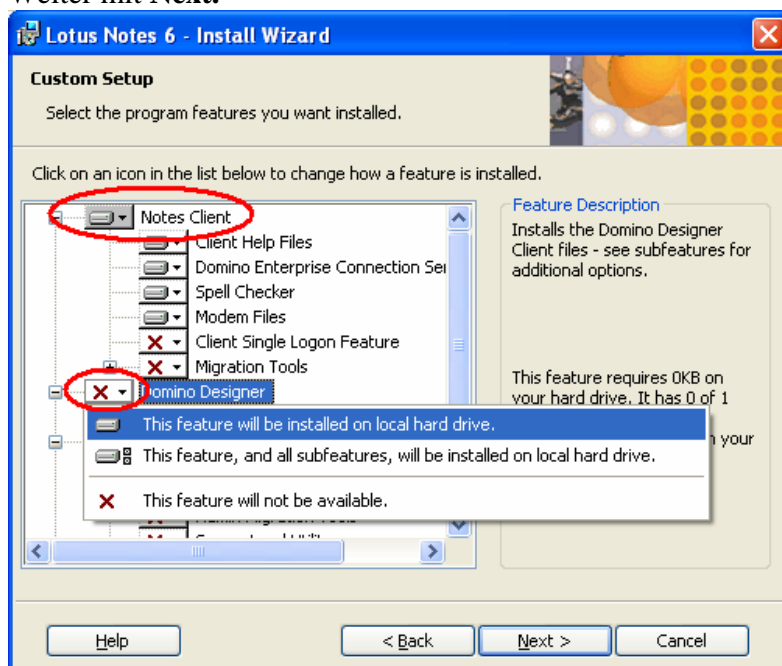 Weiter mit Next.
Lotus Notes 6 - Install Wizard
Custom Setup
Select the program features you want installed.
Click on an icon in the list below to change how a feature is installed.
Notes Client
Client Help Files
Domino Enterprise Connection Ser
Spell Checker
Modem Files
Client Single Logon Feature
Migration Tools
Domino Designer
This feature will be installed on local hard drive.
This feature, and all subfeatures, will be installed on local hard drive.
This feature will not be available.
Feature Description
Installs the Domino Designer
Client files - see subfeatures for
additional options.
This feature requires 0KB on
your hard drive. It has 0 of 1
your
Help
< Back
Next >
Cancel